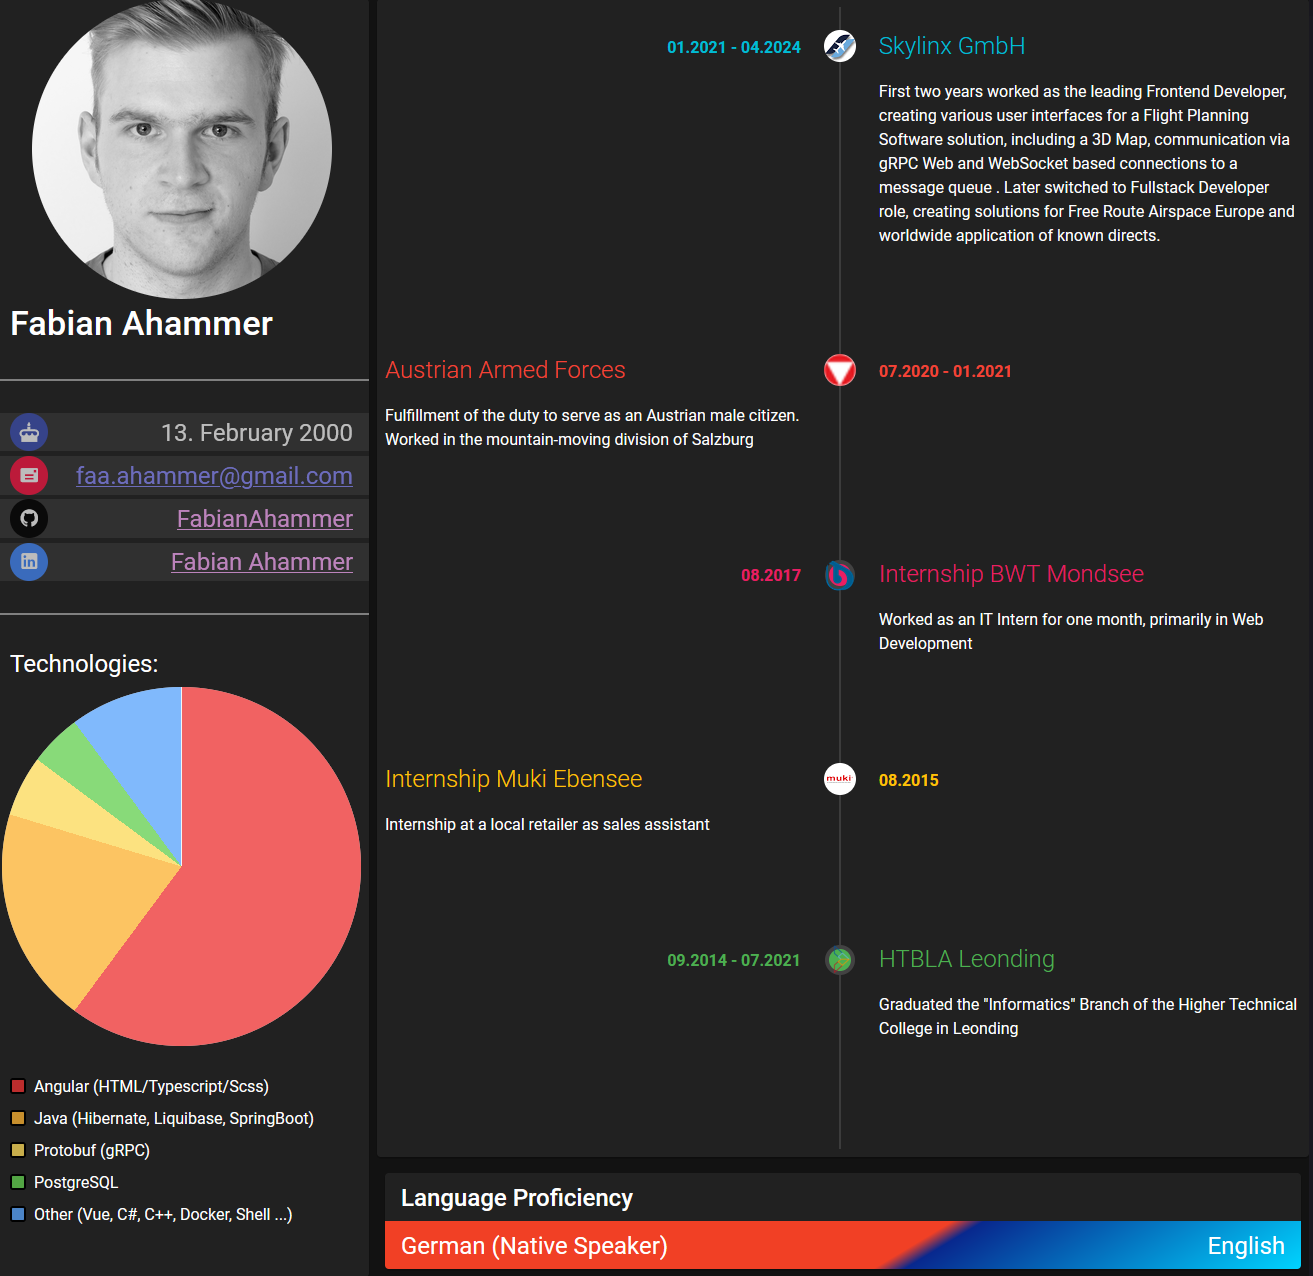 Fabian Ahammer
13. February 2000
faa.ahammer@gmail.com
FabianAhammer
Fabian Ahammer
Technologies:
Angular (HTML/Typescript/Scss)
Java (Hibernate, Liquibase, SpringBoot)
Protobuf (gRPC)
PostgreSQL
Other (Vue, C#, C++, Docker, Shell ...)
01.2021 - 04.2024
Skylinx GmbH
First two years worked as the leading Frontend Developer,
creating various user interfaces for a Flight Planning
Software solution, including a 3D Map, communication via
gRPC Web and WebSocket based connections to a
message queue . Later switched to Fullstack Developer
role, creating solutions for Free Route Airspace Europe and
worldwide application of known directs.
Austrian Armed Forces
07.2020 - 01.2021
Fulfillment of the duty to serve as an Austrian male citizen.
Worked in the mountain-moving division of Salzburg
08.2017
Internship BWT Mondsee
Worked as an IT Intern for one month, primarily in Web
Development
Internship Muki Ebensee
muki
08.2015
Internship at a local retailer as sales assistant
09.2014 - 07.2021
HTBLA Leonding
Graduated the "Informatics" Branch of the Higher Technical
College in Leonding
Language Proficiency
German (Native Speaker)
English